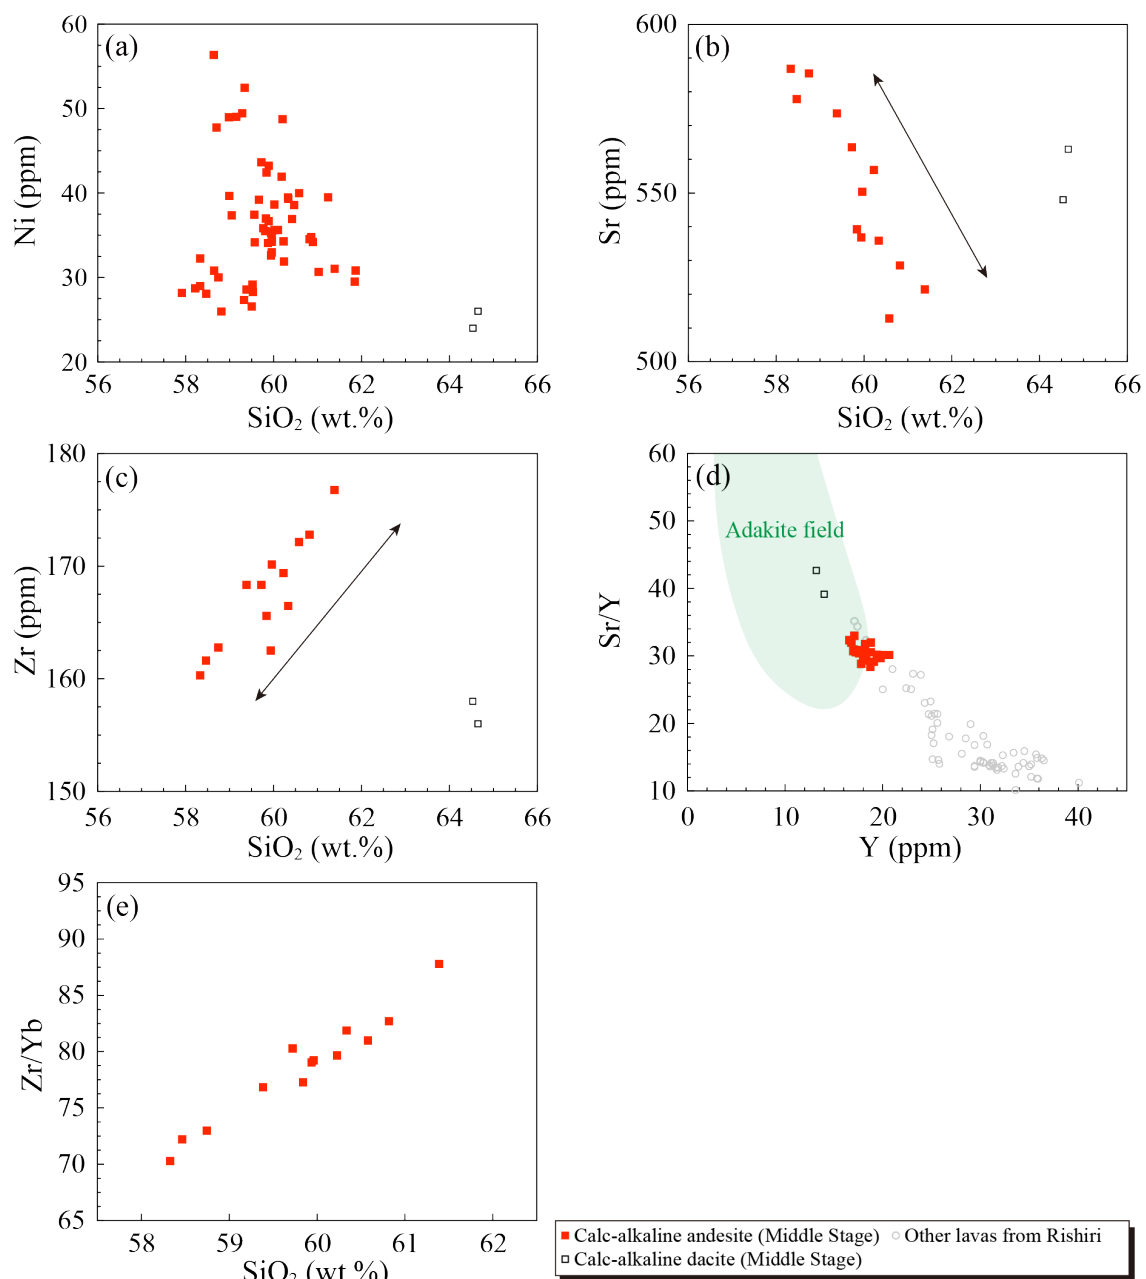 (a)
60
50
40
30
20
Ni (ppm)
56 58 60 62 64 66
SiO₂ (wt.%)
(b)
600
550
500
Sr (ppm)
56 58 60 62 64 66
SiO₂ (wt.%)
(c)
180
170
160
150
Zr (ppm)
56 58 60 62 64 66
SiO₂ (wt.%)
(d)
Adakite field
60
50
40
30
20
10
Sr/Y
0 10 20 30 40
Y (ppm)
(e)
95
90
85
80
75
70
65
Zr/Yb
58 59 60 61 62
SiO₂ (wt.%)
Calc-alkaline andesite (Middle Stage) Other lavas from Rishiri
Calc-alkaline dacite (Middle Stage)